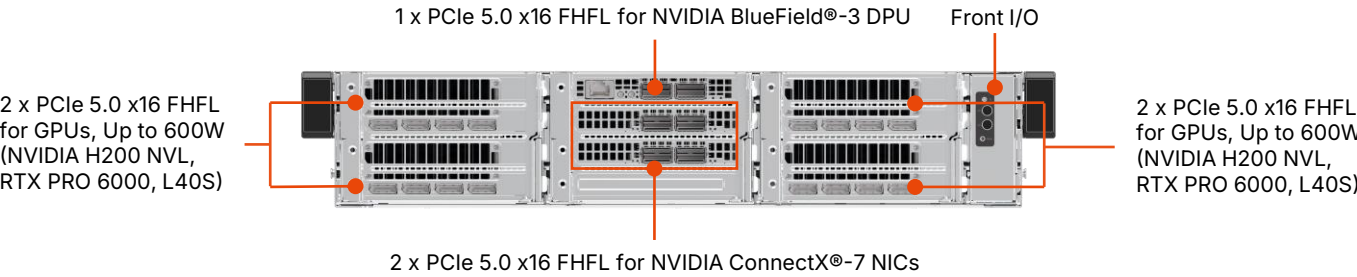 1 x PCIe 5.0 x16 FHFL for NVIDIA BlueField®-3 DPU
Front I/O
2 x PCIe 5.0 x16 FHFL
for GPUs, Up to 600W
(NVIDIA H200 NVL,
RTX PRO 6000, L40S)
2 x PCIe 5.0 x16 FHFL
for GPUs, Up to 600W
(NVIDIA H200 NVL,
RTX PRO 6000, L40S)
2 x PCIe 5.0 x16 FHFL for NVIDIA ConnectX®-7 NICs